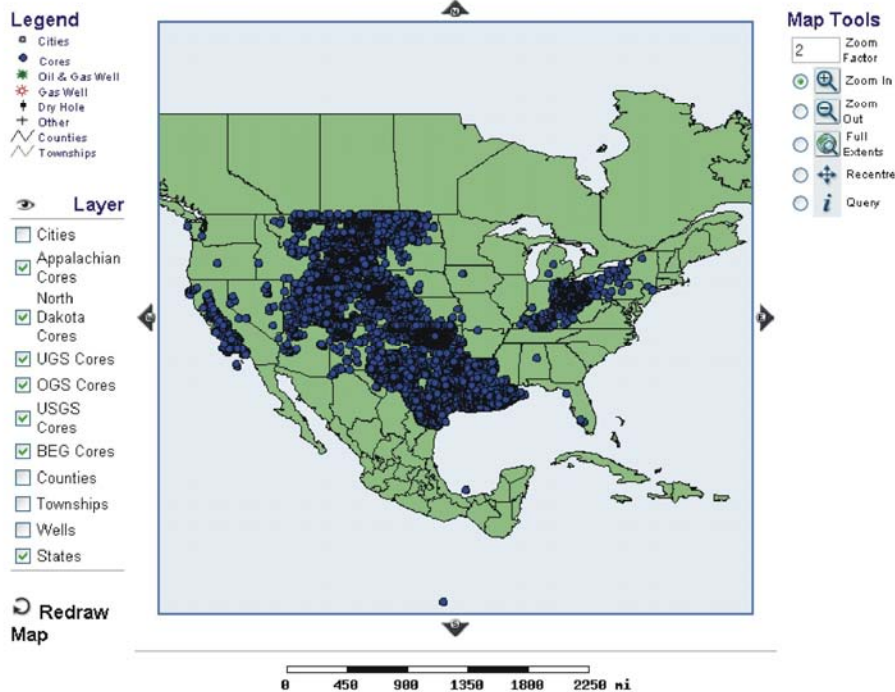 Legend
Cities
Cores
Oil & Gas Well
Gas Well
Dry Hole
Other
Counties
Townships
Layer
Cities
Appalachian
Cores
North
Dakota
Cores
UGS Cores
OGS Cores
USGS
Cores
BEG Cores
Counties
Townships
Wells
States
Redraw
Map
N
S
0 450 900 1350 1800 2250 mi
Map Tools
2 Zoom
Factor
Zoom In
Zoom
Out
Full
Extents
Recentre
i Query